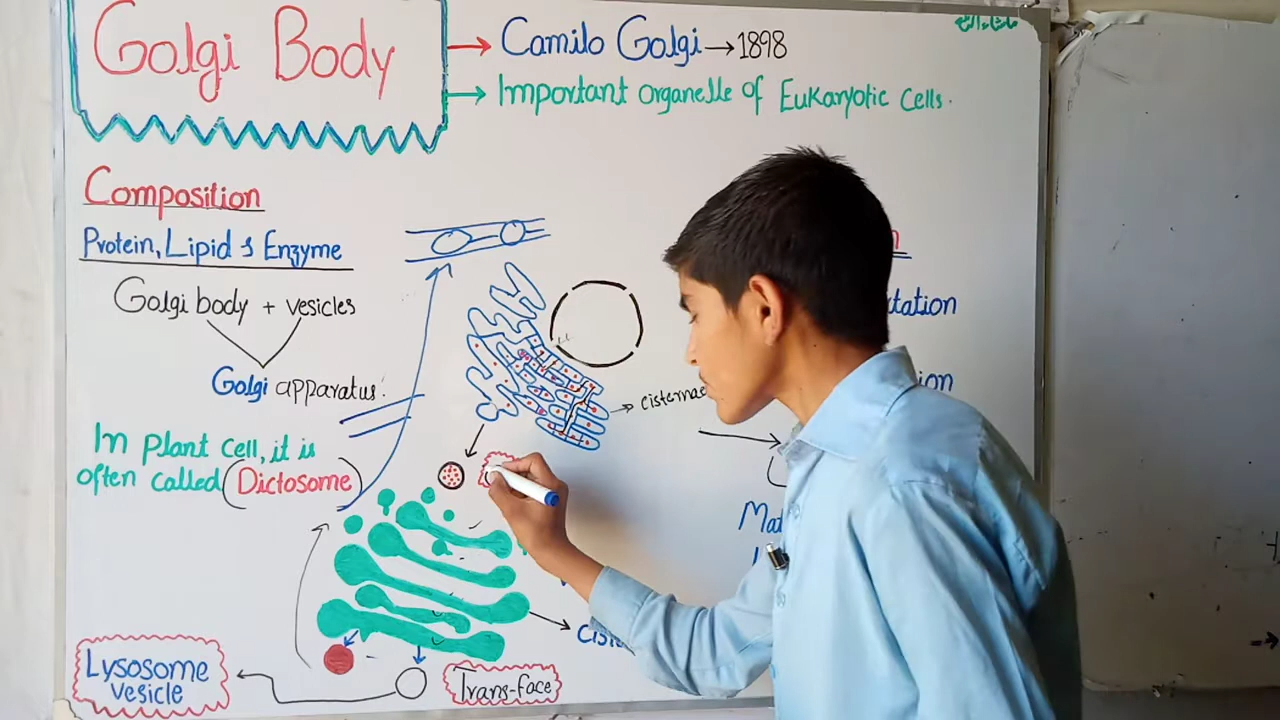 Golgi Body
Camilo Golgi → 1898
Important organelle of Eukaryotic Cells.
Composition
Protein, Lipid & Enzyme
Golgi body + vesicles
Golgi apparatus.
cisternae
In plant cell, it is
often called (Dictosome)
Lysosome
vesicle
Trans-face